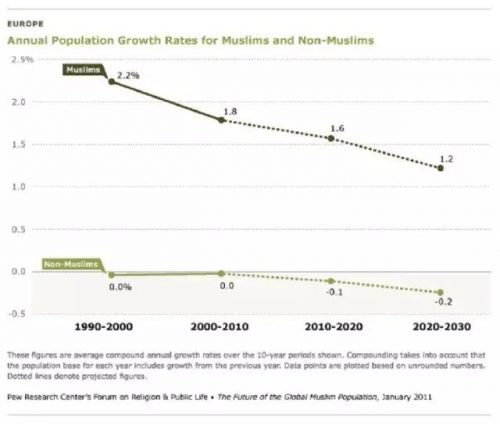 EUROPE
Annual Population Growth Rates for Muslims and Non-Muslims
2.5%
Muslims
2.2%
2.0
1.8
1.6
1.5
1.2
1.0
0.5
Non-Muslims
0.0
0.0%
0.0
-0.1
-0.2
-0.5
1990-2000 2000-2010 2010-2020 2020-2030
These figures are average compound annual growth rates over the 10-year periods shown. Compounding takes into account that
the population base for each year includes growth from the previous year. Data points are plotted based on unrounded numbers.
Dotted lines denote projected figures.
Pew Research Center's Forum on Religion & Public Life • The Future of the Global Muslim Population, January 2011